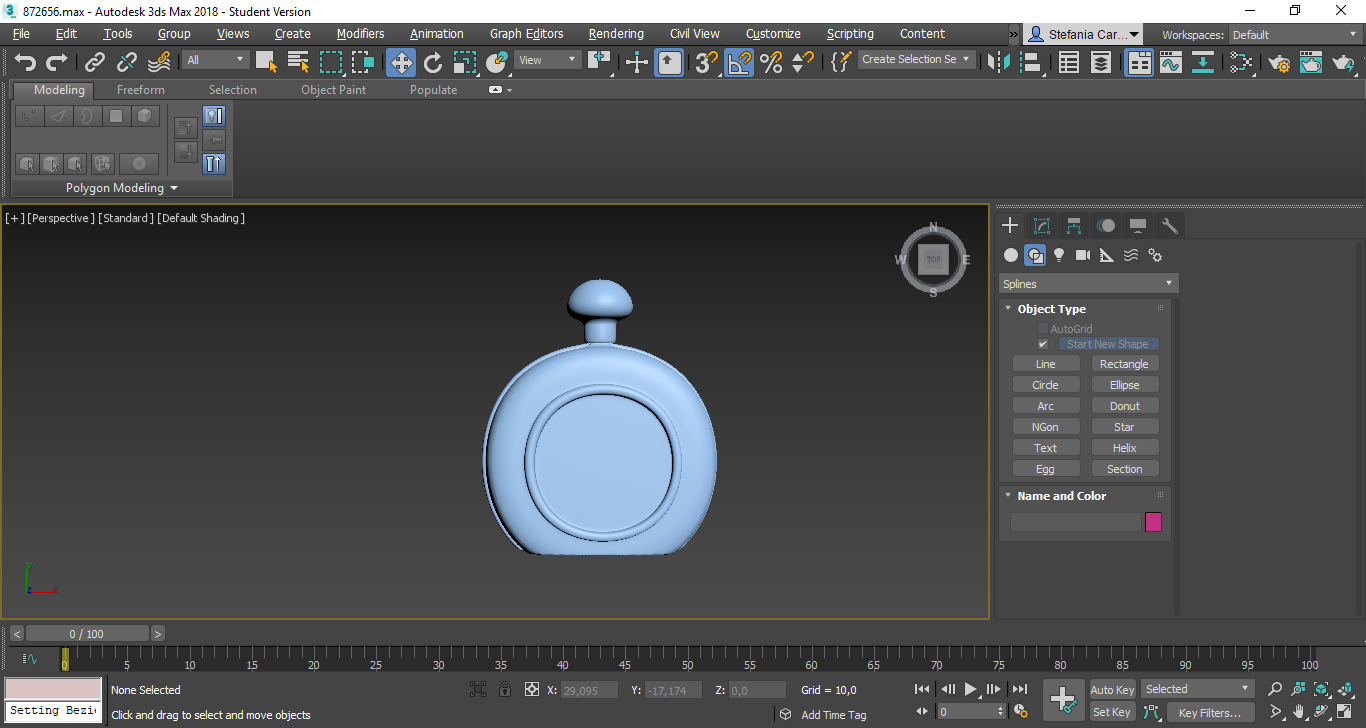 872656.max - Autodesk 3ds Max 2018 - Student Version
File Edit Tools Group Views Create Modifiers Animation Graph Editors Rendering Civil View Customize Scripting Content » Stefania Car... Workspaces: Default
All View Create Selection Se
Modeling Freeform Selection Object Paint Populate
Polygon Modeling
[+] [Perspective] [Standard] [Default Shading]
N
W TOP E
S
Splines
Object Type
AutoGrid
Start New Shape
Line Rectangle
Circle Ellipse
Arc Donut
NGon Star
Text Helix
Egg Section
Name and Color
y
z x
< 0 / 100 >
0 5 10 15 20 25 30 35 40 45 50 55 60 65 70 75 80 85 90 95 100
None Selected X: 29,095 Y: -17,174 Z: 0,0 Grid = 10,0 Auto Key Selected
Setting Bezi Click and drag to select and move objects Add Time Tag 0 Set Key Key Filters...